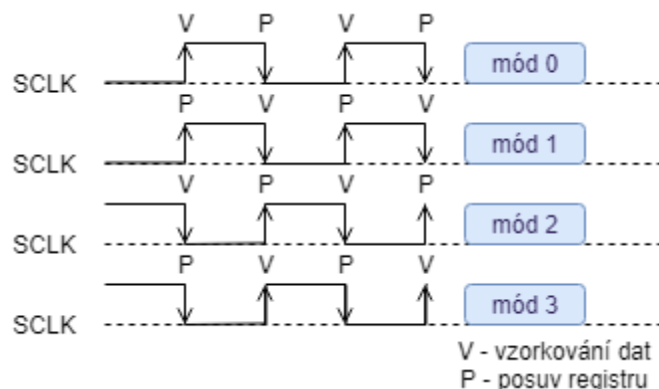 V P V P
SCLK mód 0
P V P V
SCLK mód 1
V P V P
SCLK mód 2
P V P V
SCLK mód 3
V - vzorkování dat
P - posuv registru